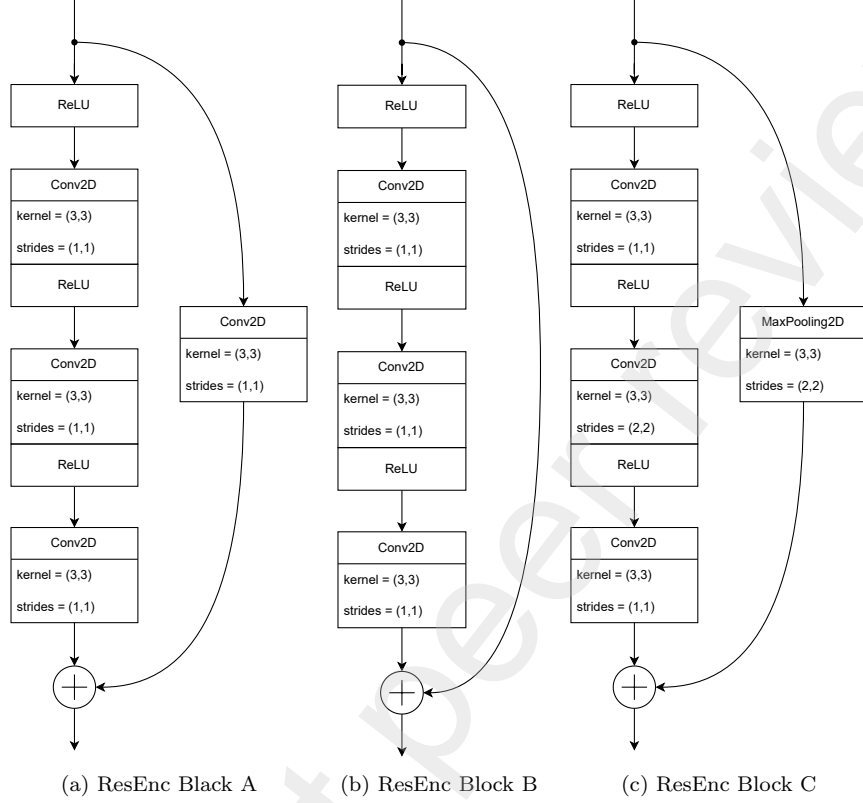 ReLU
Conv2D
kernel = (3,3)
strides = (1,1)
ReLU
Conv2D
kernel = (3,3)
strides = (1,1)
ReLU
Conv2D
kernel = (3,3)
strides = (1,1)
Conv2D
kernel = (3,3)
strides = (1,1)
(a) ResEnc Black A
ReLU
Conv2D
kernel = (3,3)
strides = (1,1)
ReLU
Conv2D
kernel = (3,3)
strides = (1,1)
ReLU
Conv2D
kernel = (3,3)
strides = (1,1)
(b) ResEnc Block B
ReLU
Conv2D
kernel = (3,3)
strides = (1,1)
ReLU
Conv2D
kernel = (3,3)
strides = (2,2)
ReLU
Conv2D
kernel = (3,3)
strides = (1,1)
MaxPooling2D
kernel = (3,3)
strides = (2,2)
(c) ResEnc Block C
t peer revie